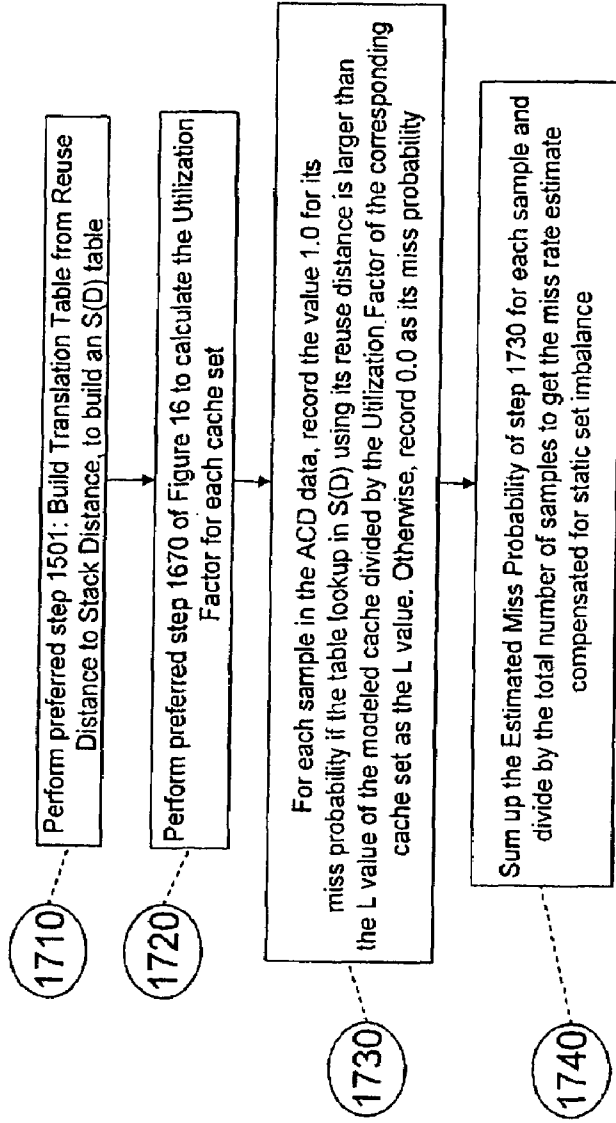 1710
Perform preferred step 1501: Build Translation Table from Reuse
Distance to Stack Distance, to build an S(D) table
1720
Perform preferred step 1670 of Figure 16 to calculate the Utilization
Factor for each cache set
1730
For each sample in the ACD data, record the value 1.0 for its
miss probability if the table lookup in S(D) using its reuse distance is larger than
the L value of the modeled cache divided by the Utilization Factor of the corresponding
cache set as the L value. Otherwise, record 0.0 as its miss probability
1740
Sum up the Estimated Miss Probability of step 1730 for each sample and
divide by the total number of samples to get the miss rate estimate
compensated for static set imbalance